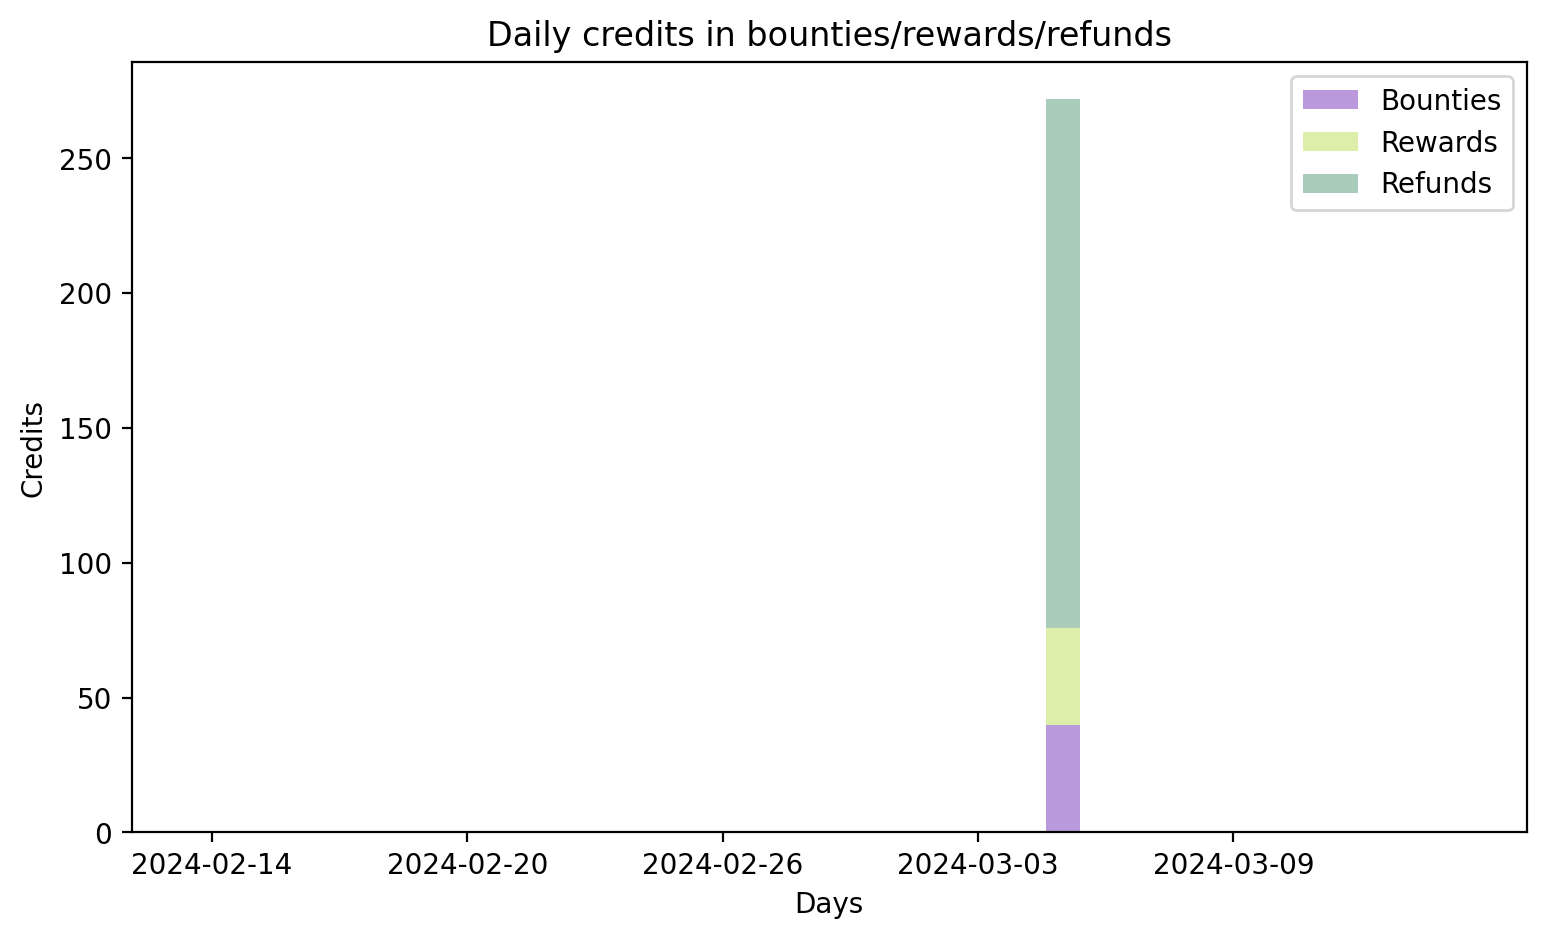 Daily credits in bounties/rewards/refunds
Bounties
Rewards
Refunds
Credits
250
200
150
100
50
0
2024-02-14 2024-02-20 2024-02-26 2024-03-03 2024-03-09
Days